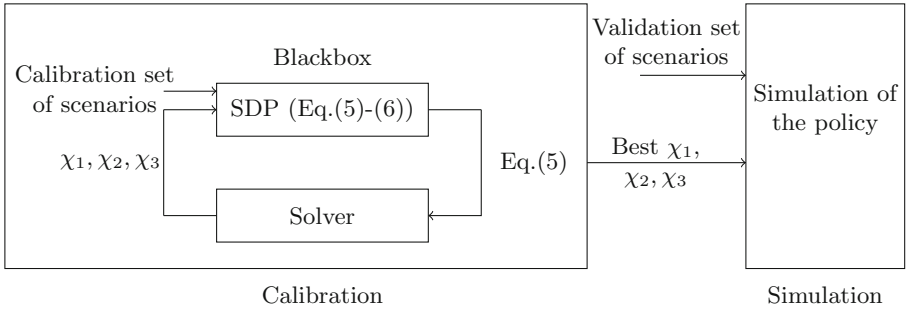 Blackbox
Calibration set
of scenarios
SDP (Eq.(5)-(6))
χ₁, χ₂, χ₃
Eq.(5)
Solver
Calibration
Validation set
of scenarios
Best χ₁,
χ₂, χ₃
Simulation of
the policy
Simulation